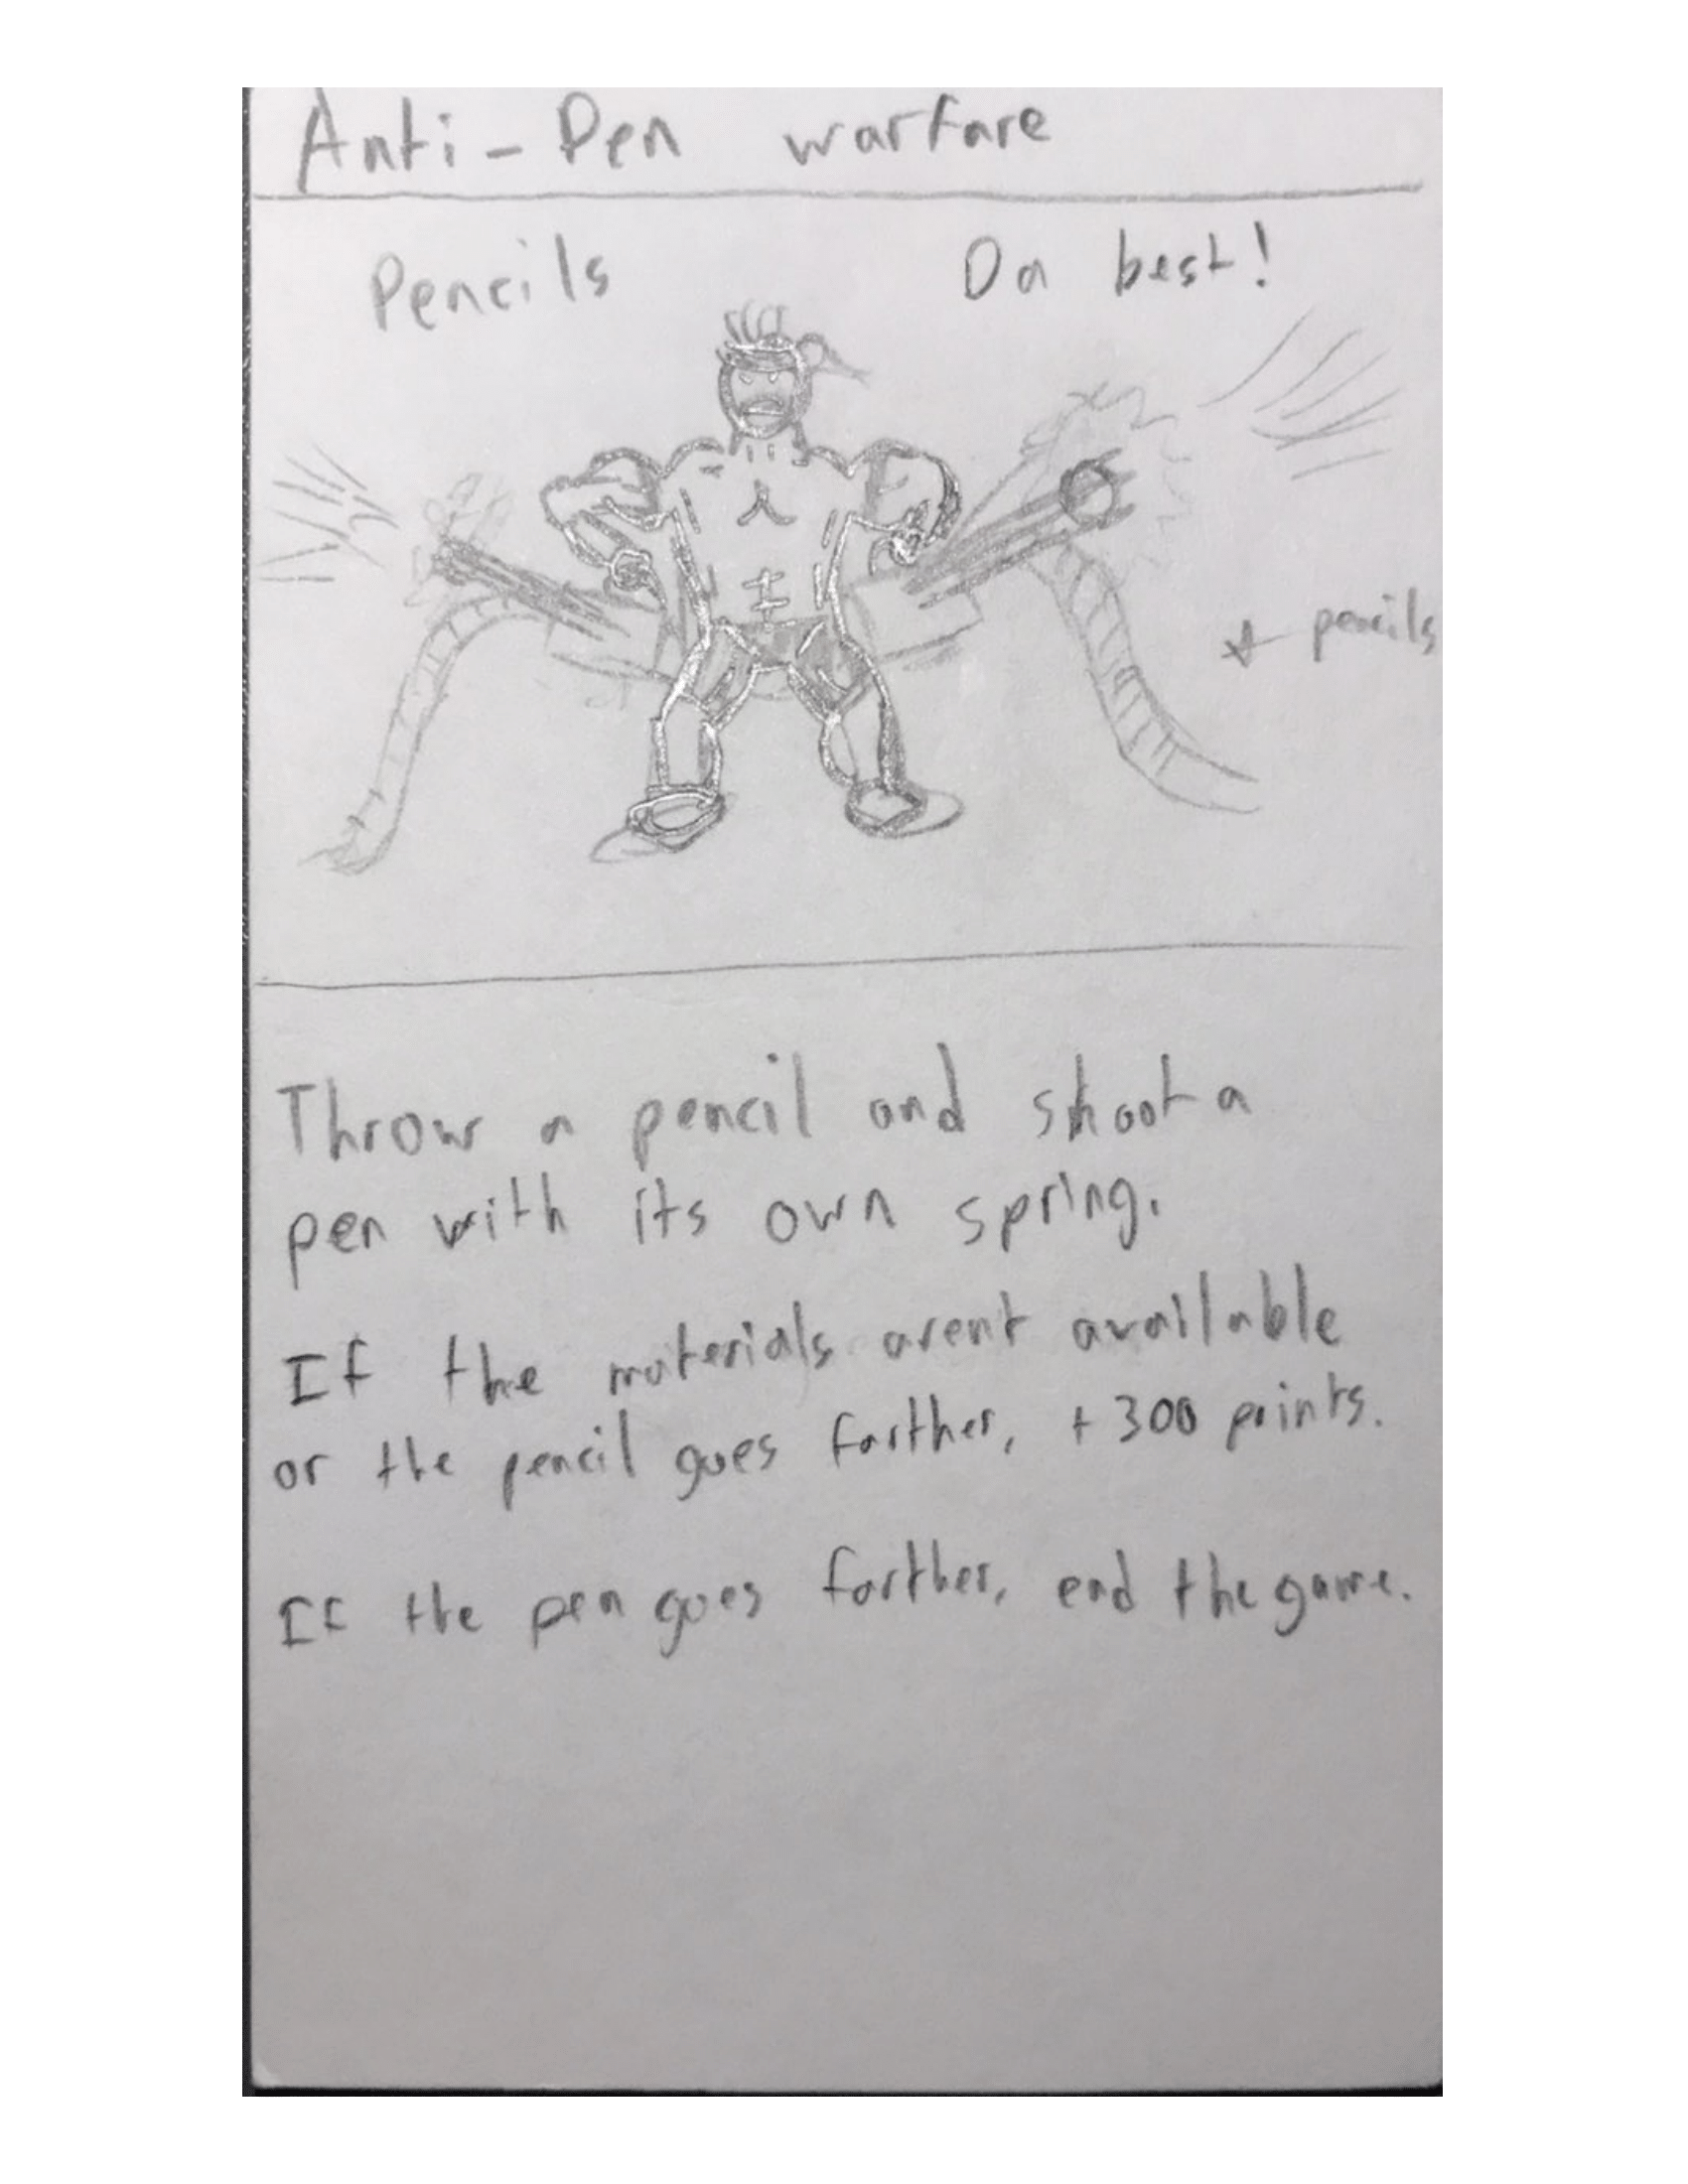 Anti-Pen warfare
Pencils Da best!
pencils
Throw a pencil and shoot a
pen with its own spring.
If the materials arent available
or the pencil goes farther, +300 points.
If the pen goes farther, end the game.